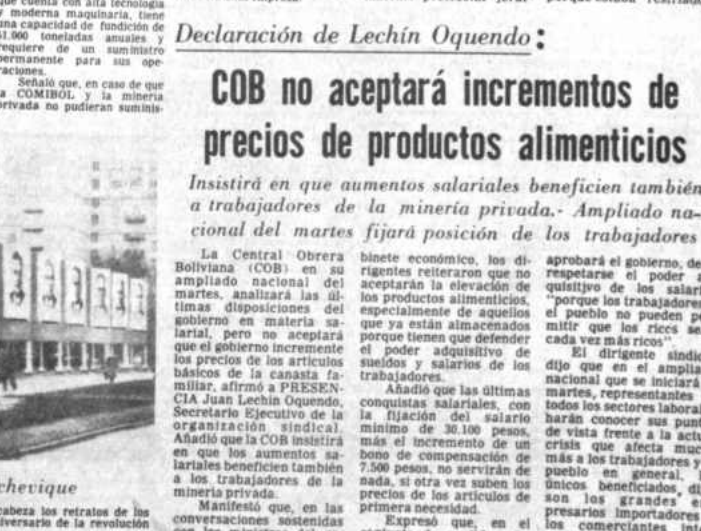 que cuenta con alta tecnología
y moderna maquinaria, tiene
una capacidad de fundición de
51.000 toneladas anuales y
requiere de un suministro
permanente para sus ope-
raciones.
Señaló que, en caso de que
la COMIBOL y la minería
privada no pudieran suminis-
chevique
cabeza los retratos de los
iversario de la revolución
Declaración de Lechín Oquendo:
COB no aceptará incrementos de
precios de productos alimenticios
Insistirá en que aumentos salariales beneficien también
a trabajadores de la minería privada.- Ampliado na-
cional del martes fijará posición de los trabajadores
La Central Obrera
Boliviana (COB) en su
ampliado nacional del
martes, analizará las úl-
timas disposiciones del
gobierno en materia sa-
larial, pero no aceptará
que el gobierno incremente
los precios de los artículos
básicos de la canasta fa-
miliar, afirmó a PRESEN-
CIA Juan Lechín Oquendo,
Secretario Ejecutivo de la
organización sindical.
Añadió que la COB insistirá
en que los aumentos sa-
lariales beneficien también
a los trabajadores de la
minería privada.
Manifestó que, en las
conversaciones sostenidas
binete económico, los di-
rigentes reiteraron que no
aceptarán la elevación de
los productos alimenticios,
especialmente de aquellos
que ya están almacenados
porque tienen que defender
el poder adquisitivo de
sueldos y salarios de los
trabajadores.
Añadió que las últimas
conquistas salariales, con
la fijación del salario
mínimo de 30.100 pesos,
más el incremento de un
bono de compensación de
7.500 pesos, no servirán de
nada, si otra vez suben los
precios de los artículos de
primera necesidad.
Expresó que, en el
aprobará el gobierno, de
respetarse el poder a
quisitivo de los salar
"porque los trabajadores
el pueblo no pueden pe
mitir que los ricos se
cada vez más ricos".
El dirigente sindic
dijo que en el amplia
nacional que se iniciará
martes, representantes
todos los sectores laboral
harán conocer sus punt
de vista frente a la actu
crisis que afecta muc
más a los trabajadores y
pueblo en general,
únicos beneficiados, di
son los grandes e
presarios importadores
los comerciantes inte